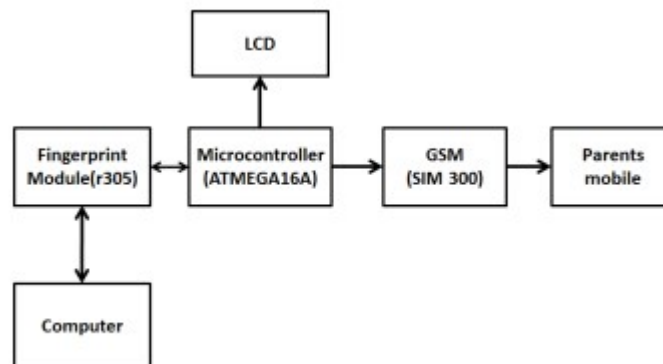 LCD
Fingerprint
Module(r305)
Microcontroller
(ATMEGA16A)
GSM
(SIM 300)
Parents
mobile
Computer